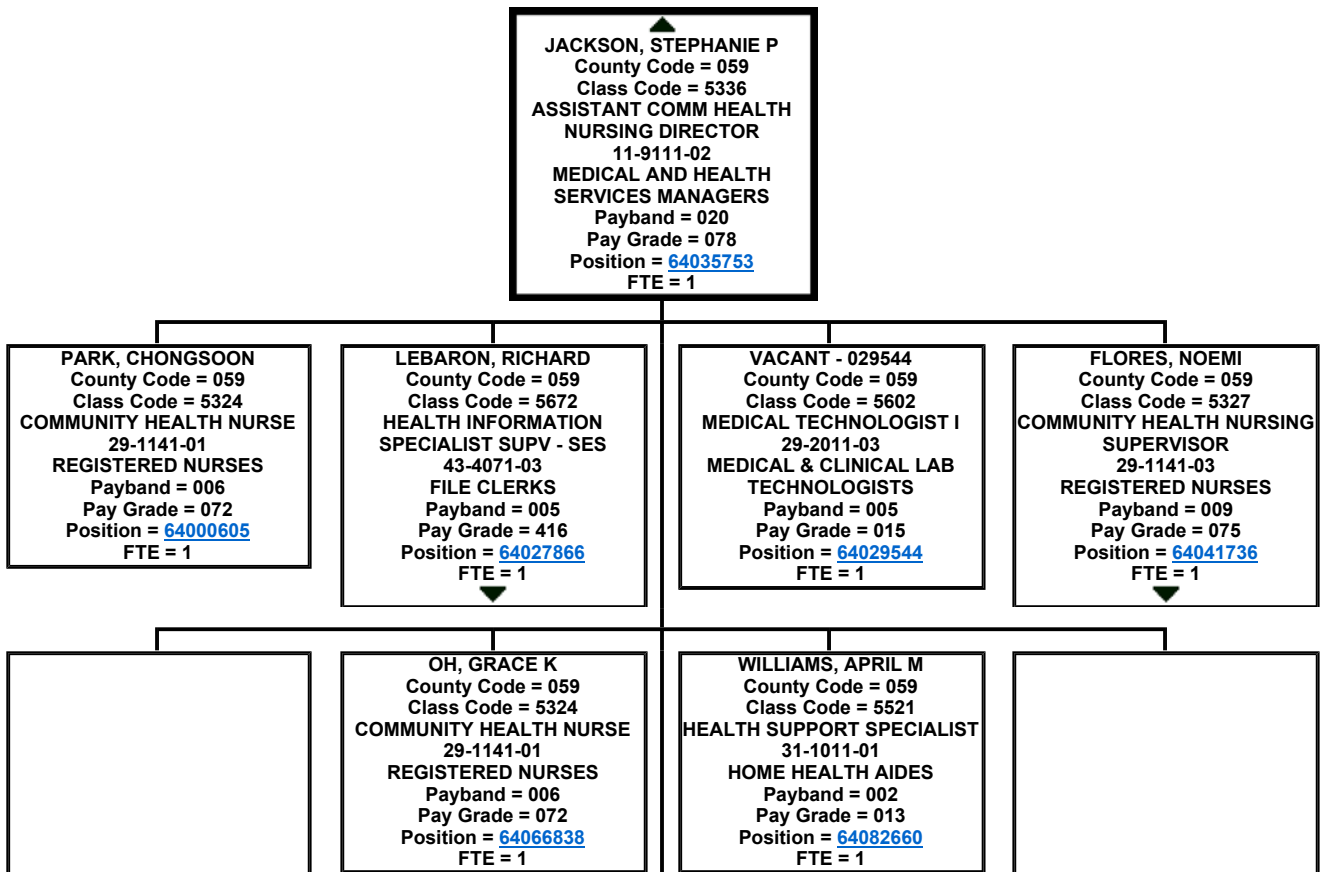 JACKSON, STEPHANIE P
County Code = 059
Class Code = 5336
ASSISTANT COMM HEALTH
NURSING DIRECTOR
11-9111-02
MEDICAL AND HEALTH
SERVICES MANAGERS
Payband = 020
Pay Grade = 078
Position = 64035753
FTE = 1
PARK, CHONGSOON
County Code = 059
Class Code = 5324
COMMUNITY HEALTH NURSE
29-1141-01
REGISTERED NURSES
Payband = 006
Pay Grade = 072
Position = 64000605
FTE = 1
LEBARON, RICHARD
County Code = 059
Class Code = 5672
HEALTH INFORMATION
SPECIALIST SUPV - SES
43-4071-03
FILE CLERKS
Payband = 005
Pay Grade = 416
Position = 64027866
FTE = 1
VACANT - 029544
County Code = 059
Class Code = 5602
MEDICAL TECHNOLOGIST I
29-2011-03
MEDICAL & CLINICAL LAB
TECHNOLOGISTS
Payband = 005
Pay Grade = 015
Position = 64029544
FTE = 1
FLORES, NOEMI
County Code = 059
Class Code = 5327
COMMUNITY HEALTH NURSING
SUPERVISOR
29-1141-03
REGISTERED NURSES
Payband = 009
Pay Grade = 075
Position = 64041736
FTE = 1
OH, GRACE K
County Code = 059
Class Code = 5324
COMMUNITY HEALTH NURSE
29-1141-01
REGISTERED NURSES
Payband = 006
Pay Grade = 072
Position = 64066838
FTE = 1
WILLIAMS, APRIL M
County Code = 059
Class Code = 5521
HEALTH SUPPORT SPECIALIST
31-1011-01
HOME HEALTH AIDES
Payband = 002
Pay Grade = 013
Position = 64082660
FTE = 1